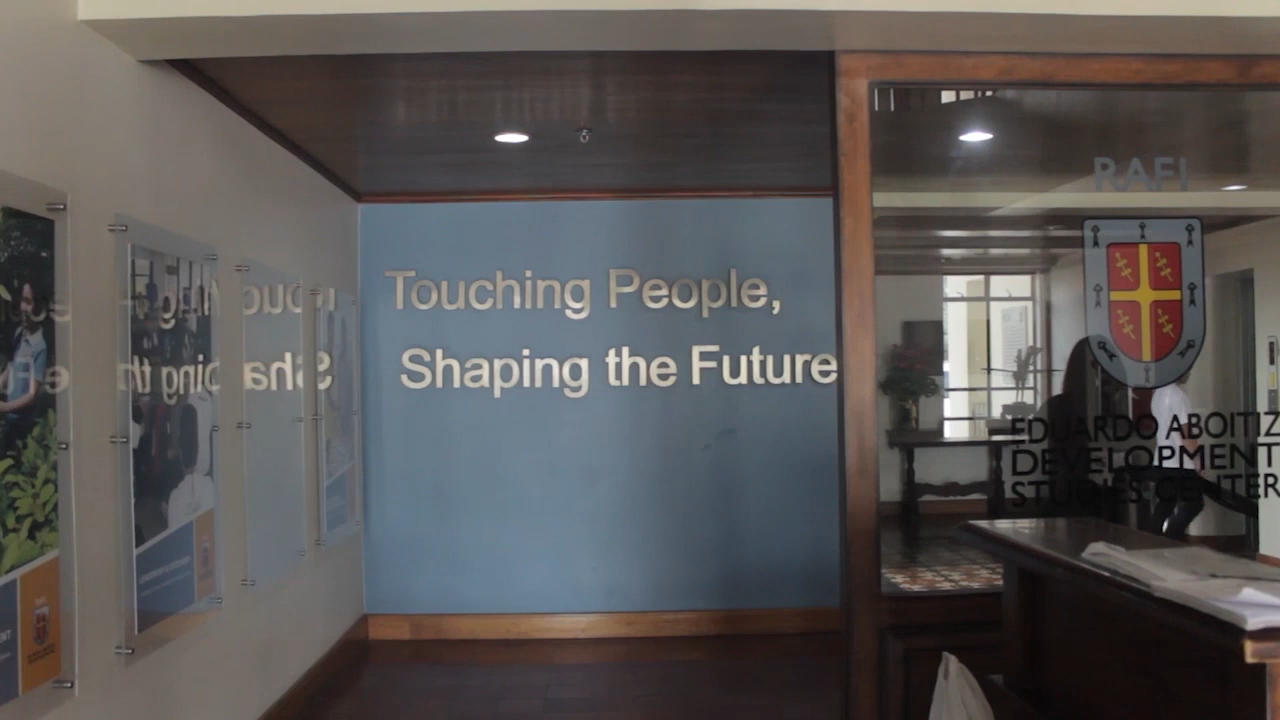 Touching People,
Shaping the Future
RAFI
EDUARDO ABOITIZ
DEVELOPMENT
STUDIES CENTER